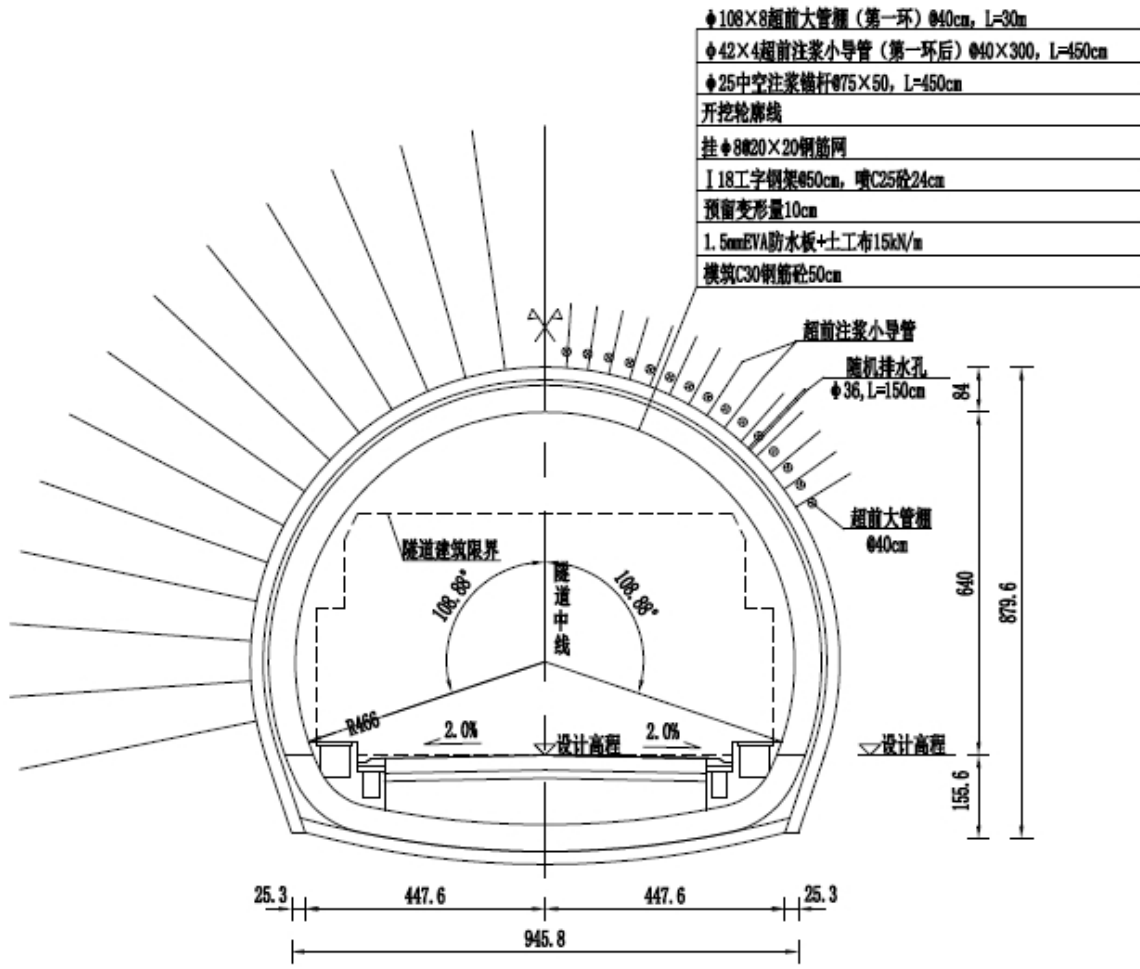 ϕ108×8超前大管棚（第一环）@40cm, L=30m
ϕ42×4超前注浆小导管（第一环后）@40×300, L=450cm
ϕ25中空注浆锚杆@75×50, L=450cm
开挖轮廓线
挂ϕ8@20×20钢筋网
I18工字钢架@50cm, 喷C25砼24cm
预留变形量10cm
1.5mmEVA防水板+土工布15kN/m
模筑C30钢筋砼50cm
超前注浆小导管
随机排水孔
Φ36,L=150cm
84
超前大管棚
@40cm
隧道建筑限界
108.88°
隧道中线
108.88°
640
879.6
R466
2.0%
设计高程
2.0%
设计高程
155.6
25.3
447.6
447.6
25.3
945.8